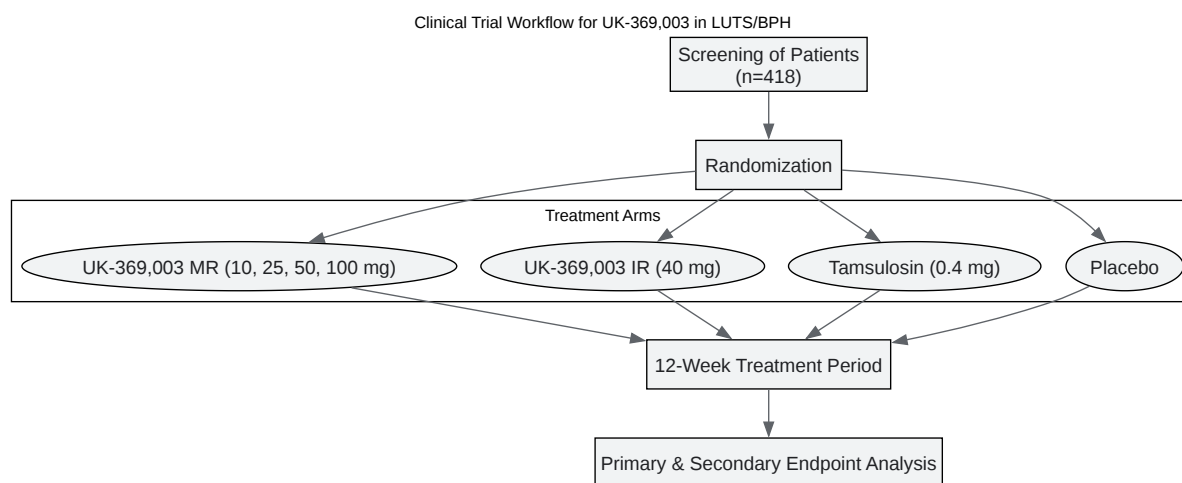 Clinical Trial Workflow for UK-369,003 in LUTS/BPH
Screening of Patients
(n=418)
Randomization
Treatment Arms
UK-369,003 MR (10, 25, 50, 100 mg)
UK-369,003 IR (40 mg)
Tamsulosin (0.4 mg)
Placebo
12-Week Treatment Period
Primary & Secondary Endpoint Analysis